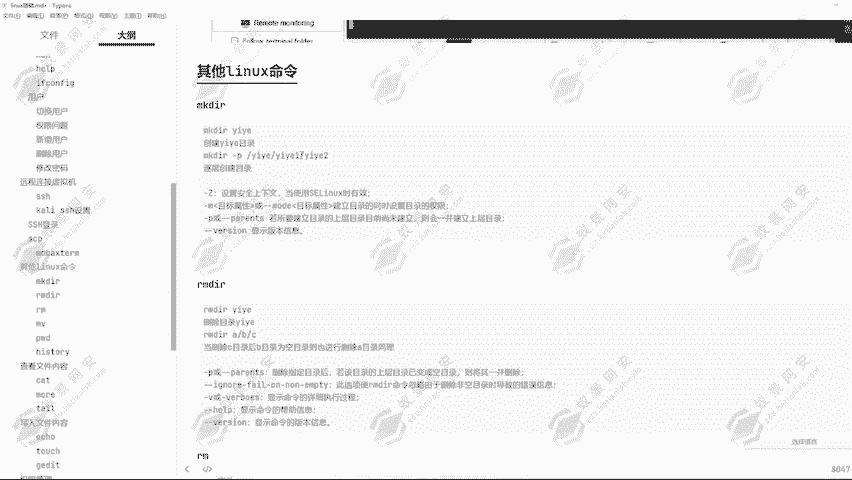 linux基础.md - Typora
文件(F) 编辑(E) 段落(P) 格式(O) 视图(V) 主题(T) 帮助(H)
文件
大纲
help
ifconfig
用户
切换用户
权限问题
新增用户
删除用户
修改密码
远程连接虚拟机
ssh
kali ssh设置
SSH登录
scp
mobaxterm
其他linux命令
mkdir
rmdir
rm
mv
pwd
history
查看文件内容
cat
more
tail
写入文件内容
echo
touch
gedit
Remote monitoring
Follow terminal folder
其他linux命令
mkdir
mkdir yiye
创建yiye目录
mkdir -p /yiye/yiye1/yiye2
逐层创建目录
-Z：设置安全上下文，当使用SELinux时有效；
-m<目标属性>或--mode<目标属性>建立目录的同时设置目录的权限；
-p或--parents 若所要建立目录的上层目录目前尚未建立，则会一并建立上层目录；
--version 显示版本信息。
rmdir
rmdir yiye
删除目录yiye
rmdir a/b/c
当删除c目录后b目录为空目录则也进行删除a目录同理
-p或--parents：删除指定目录后，若该目录的上层目录已变成空目录，则将其一并删除；
--ignore-fail-on-non-empty：此选项使rmdir命令忽略由于删除非空目录时导致的错误信息；
-v或-verboes：显示命令的详细执行过程；
--help：显示命令的帮助信息；
--version：显示命令的版本信息。
选择语言
rm
8047
蚁景网安